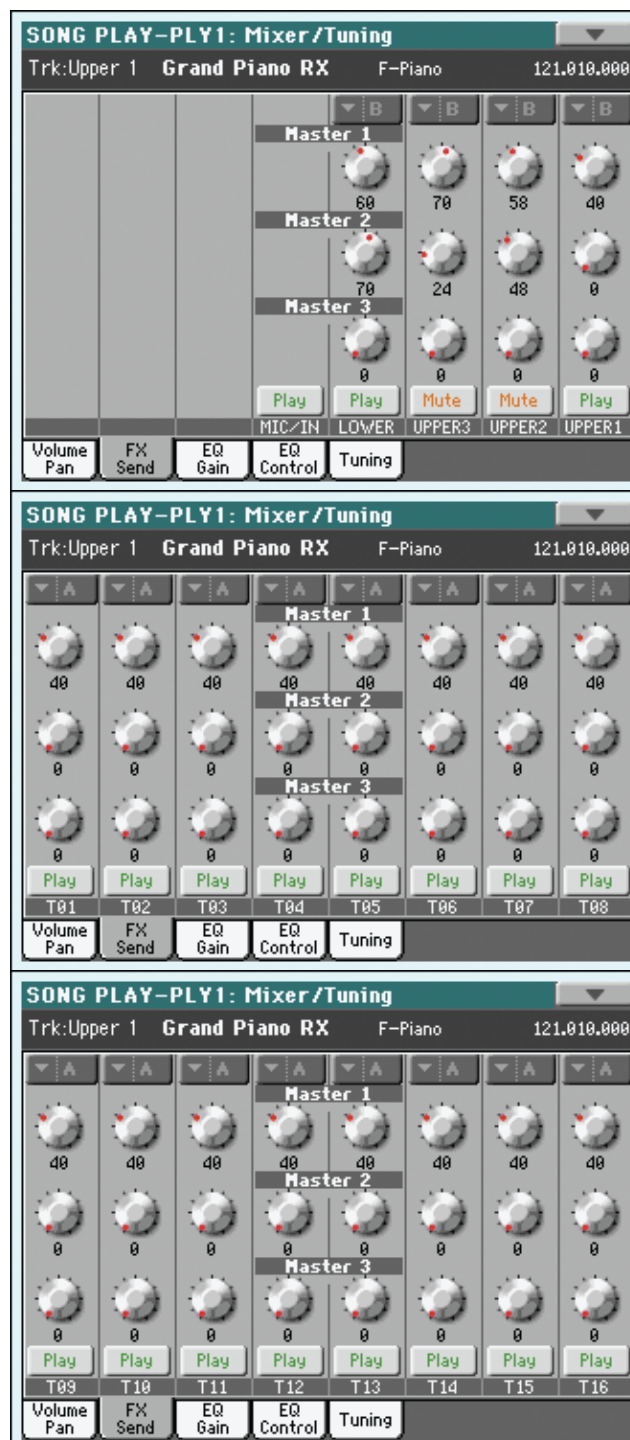 SONG PLAY-PLY1: Mixer/Tuning
Trk:Upper 1 Grand Piano RX F-Piano 121.010.000
B B B B
Master 1
60 70 58 40
Master 2
70 24 48 0
Master 3
0 0 0 0
Play Play Mute Mute Play
MIC/IN LOWER UPPER3 UPPER2 UPPER1
Volume Pan FX Send EQ Gain EQ Control Tuning
SONG PLAY-PLY1: Mixer/Tuning
Trk:Upper 1 Grand Piano RX F-Piano 121.010.000
A A A A A A A A
Master 1
40 40 40 40 40 40 40 40
Master 2
0 0 0 0 0 0 0 0
Master 3
0 0 0 0 0 0 0 0
Play Play Play Play Play Play Play Play
T01 T02 T03 T04 T05 T06 T07 T08
Volume Pan FX Send EQ Gain EQ Control Tuning
SONG PLAY-PLY1: Mixer/Tuning
Trk:Upper 1 Grand Piano RX F-Piano 121.010.000
A A A A A A A A
Master 1
40 40 40 40 40 40 40 40
Master 2
0 0 0 0 0 0 0 0
Master 3
0 0 0 0 0 0 0 0
Play Play Play Play Play Play Play Play
T09 T10 T11 T12 T13 T14 T15 T16
Volume Pan FX Send EQ Gain EQ Control Tuning